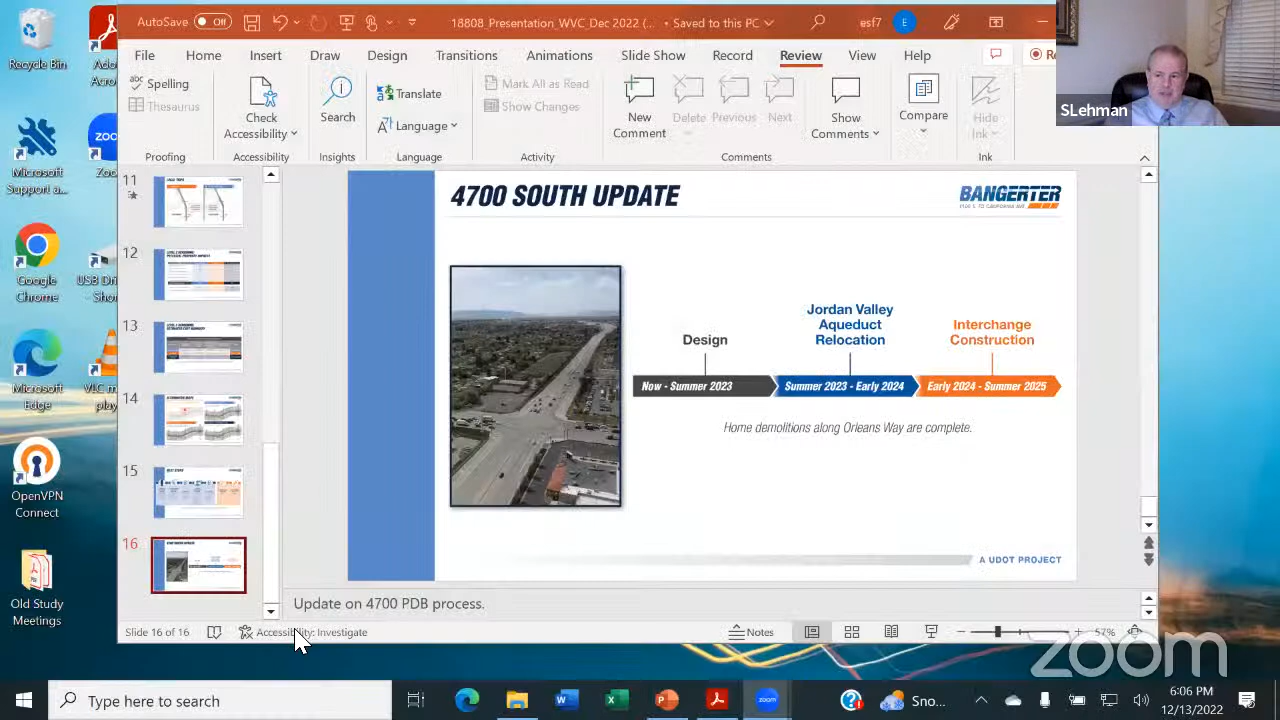 AutoSave Off 18808_Presentation_WVC_Dec 2022 (... • Saved to this PC esf7 E
File Home Insert Draw Design Transitions Animations Slide Show Record Review View Help
SLehman
abc Spelling
Thesaurus
Check Accessibility
Search
Translate
Language
Mark All as Read
Show Changes
New Comment
Delete Previous Next
Show Comments
Compare
Hide Ink
Proofing Accessibility Insights Language Activity Comments Ink
Recycle Bin
Microsoft Support a...
Google Chrome
Microsoft Edge
OpenVPN Connect
Old Study Meetings
11
12
13
14
15
16
4700 SOUTH UPDATE
BANGERTER
Design
Jordan Valley
Aqueduct
Relocation
Interchange
Construction
Now - Summer 2023
Summer 2023 - Early 2024
Early 2024 - Summer 2025
Home demolitions along Orleans Way are complete.
A UDOT PROJECT
Update on 4700 PDB process.
Slide 16 of 16 Accessibility: Investigate Notes 57%
zoom
Type here to search
Sno...
6:06 PM
12/13/2022